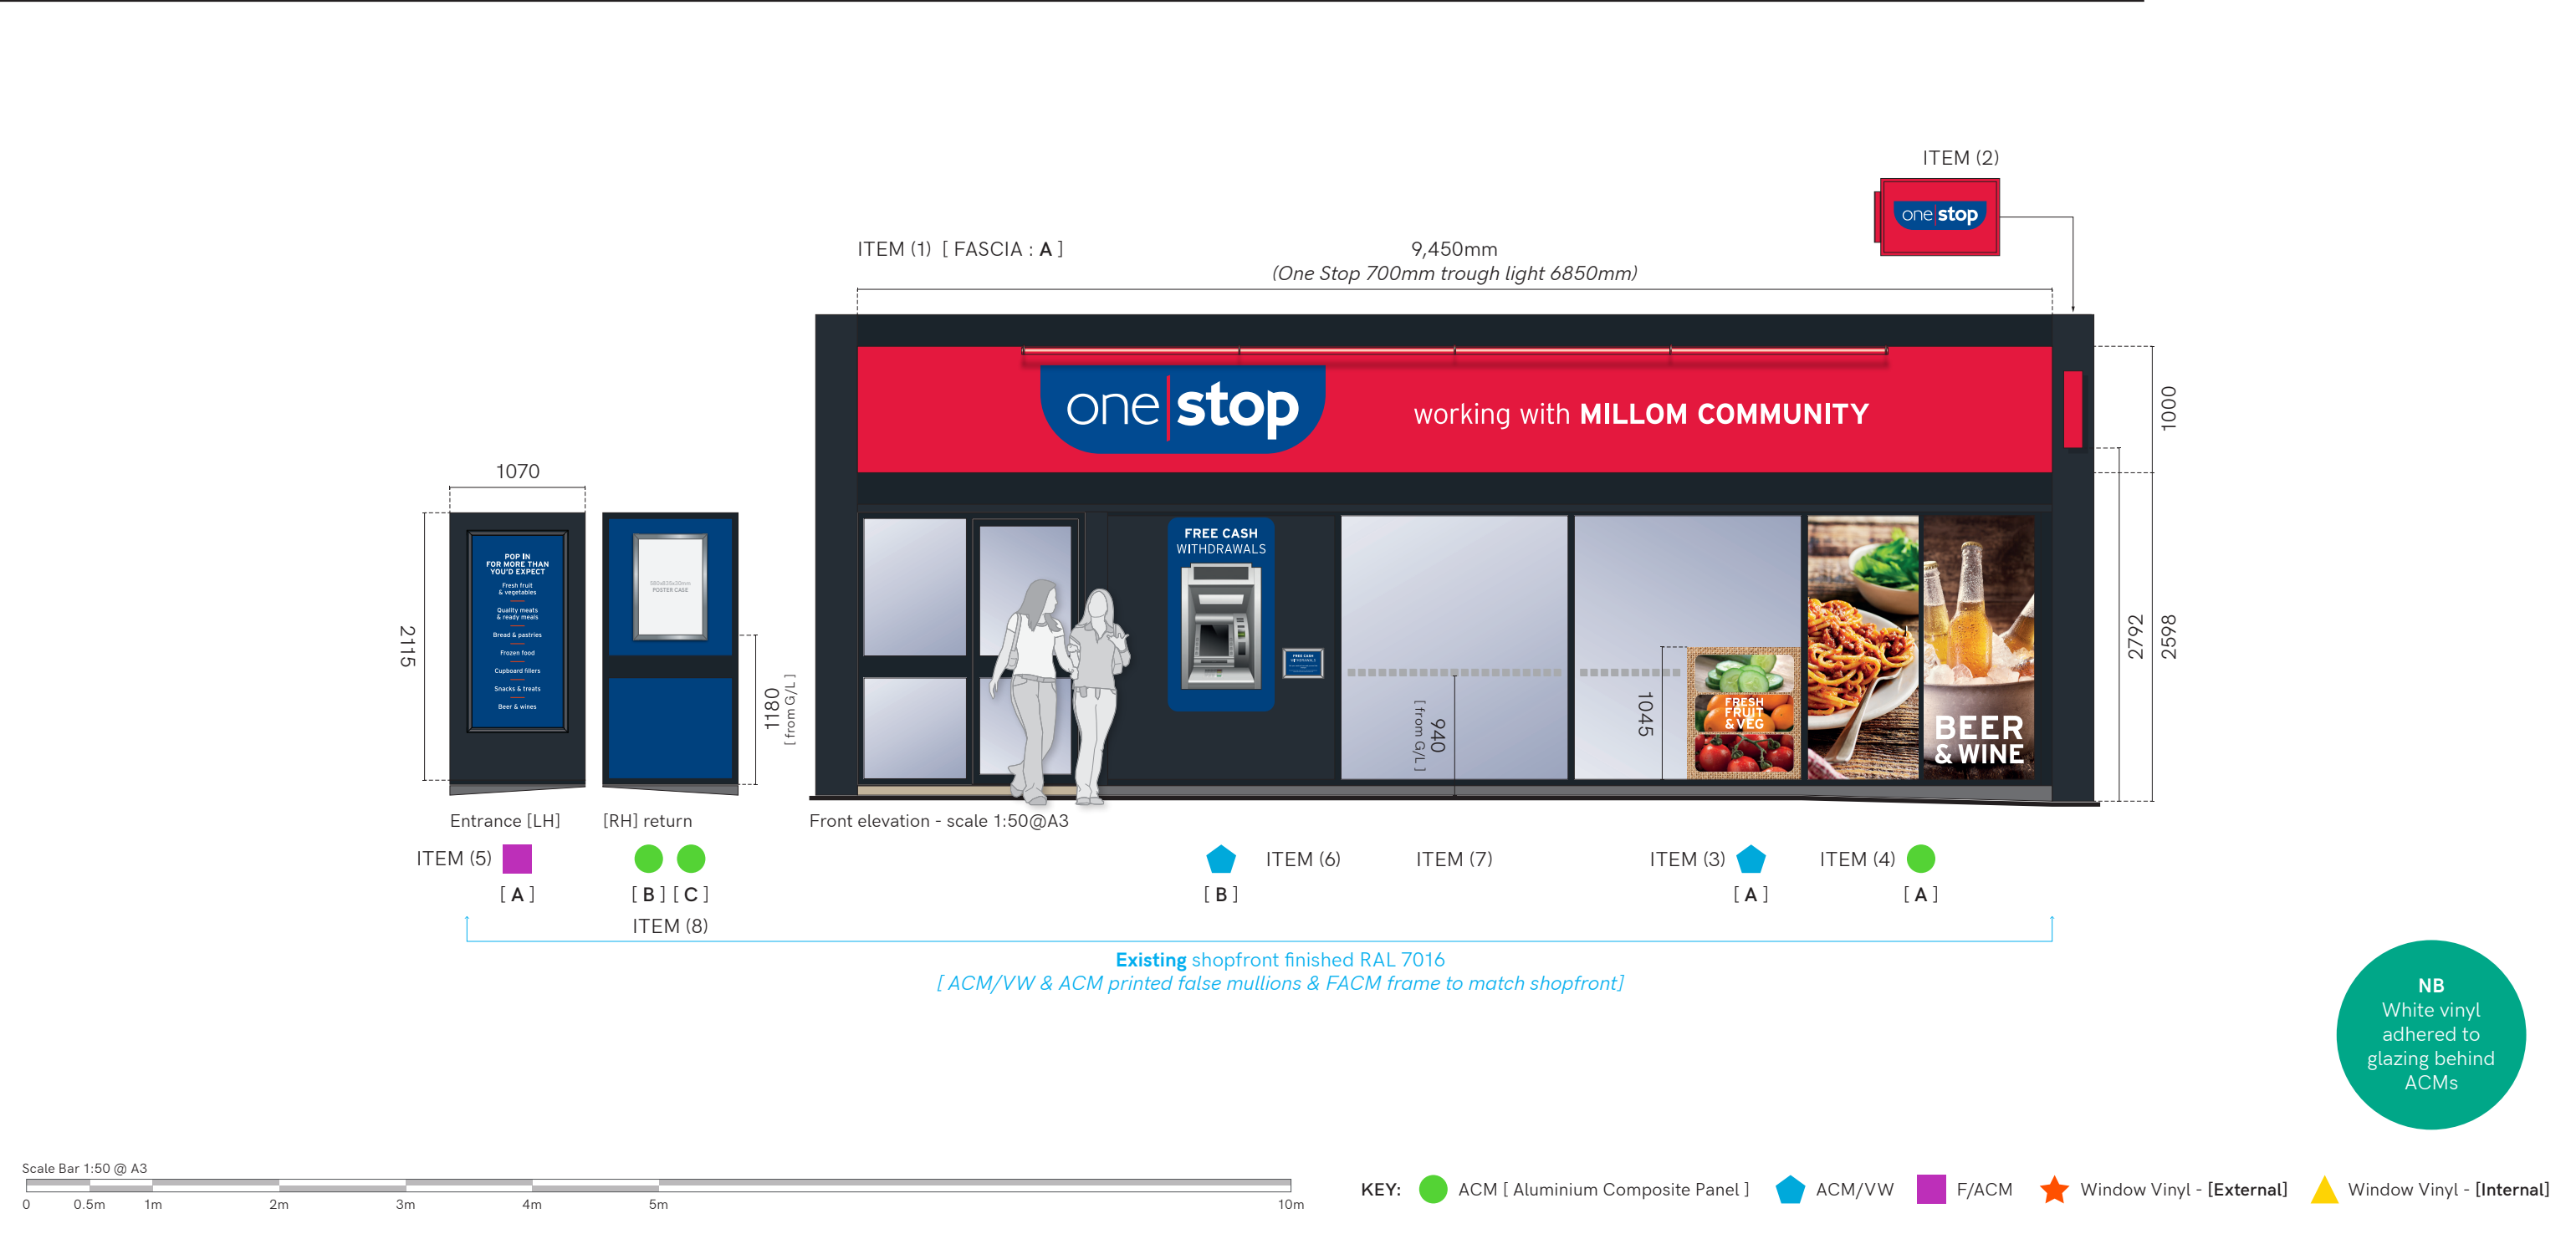 ITEM (2)
one stop
ITEM (1) [ FASCIA : A ]
9,450mm
(One Stop 700mm trough light 6850mm)
one stop
working with MILLOM COMMUNITY
1000
2792
2598
1070
2115
POP IN
FOR MORE THAN
YOU'D EXPECT
Fresh fruit
& vegetables
Quality meats
& ready meals
Bread & pastries
Frozen food
Cupboard fillers
Snacks & treats
Beer & wines
580x830x30mm
POSTER CASE
1180
[ from G/L ]
FREE CASH
WITHDRAWALS
FREE CASH
WITHDRAWALS
940
[ from G/L ]
1045
FRESH
FRUIT
& VEG
BEER
& WINE
Entrance [LH]
[RH] return
Front elevation - scale 1:50@A3
ITEM (5)
ITEM (6)
ITEM (7)
ITEM (3)
ITEM (4)
[ A ]
[ B ] [ C ]
[ B ]
[ A ]
[ A ]
ITEM (8)
Existing shopfront finished RAL 7016
[ ACM/VW & ACM printed false mullions & FACM frame to match shopfront]
NB
White vinyl
adhered to
glazing behind
ACMs
Scale Bar 1:50 @ A3
0 0.5m 1m 2m 3m 4m 5m 10m
KEY: ACM [ Aluminium Composite Panel ] ACM/VW F/ACM Window Vinyl - [External] Window Vinyl - [Internal]